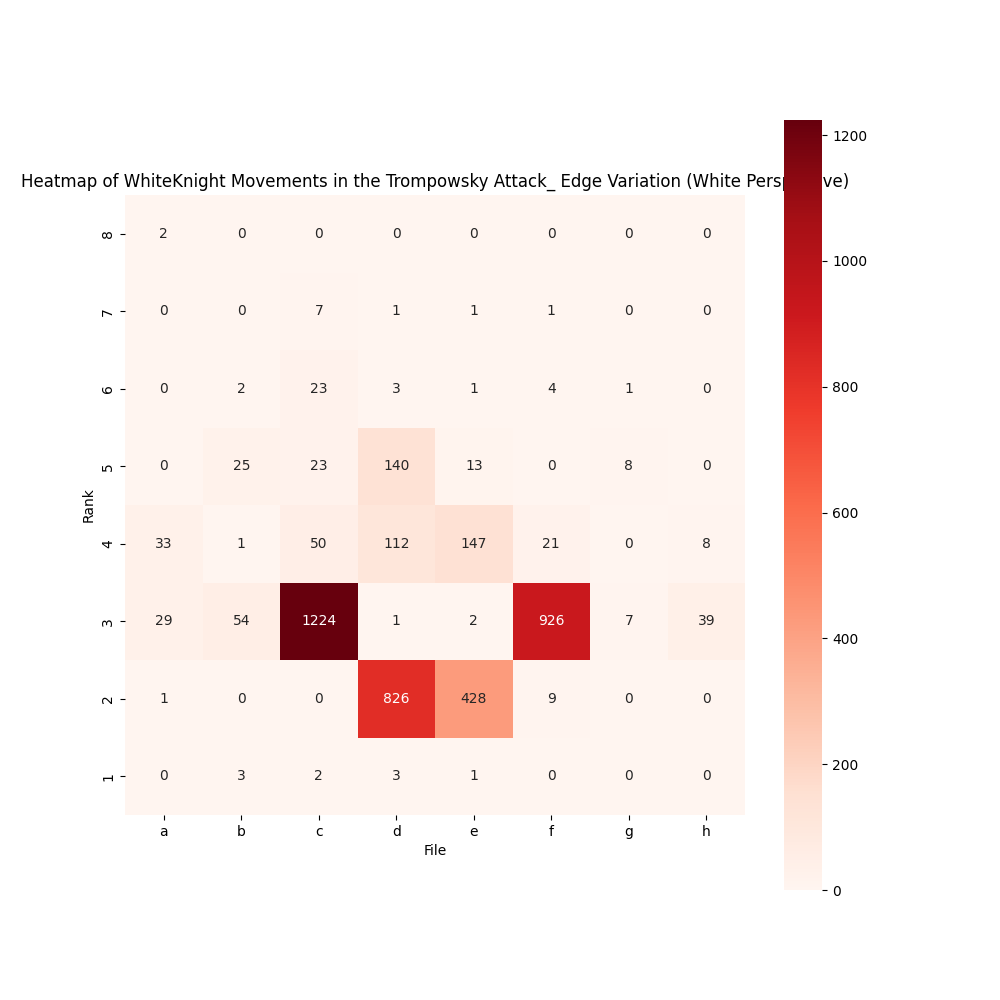 1200
Heatmap of WhiteKnight Movements in the Trompowsky Attack_ Edge Variation (White Pers ve)
8 2 0 0 0 0 0 0 0
1000
7 0 0 7 1 1 1 0 0
800
6 0 2 23 3 1 4 1 0
5 0 25 23 140 13 0 8 0
600
Rank
4 33 1 50 112 147 21 0 8
400
3 29 54 1224 1 2 926 7 39
2 1 0 0 826 428 9 0 0
200
1 0 3 2 3 1 0 0 0
a b c d e f g h
File
0